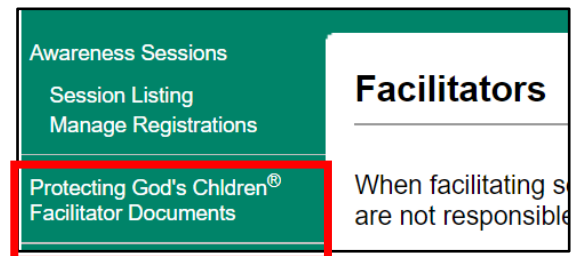 Awareness Sessions
Session Listing
Manage Registrations
Protecting God's Chldren®
Facilitator Documents
Facilitators
When facilitating s
are not responsible